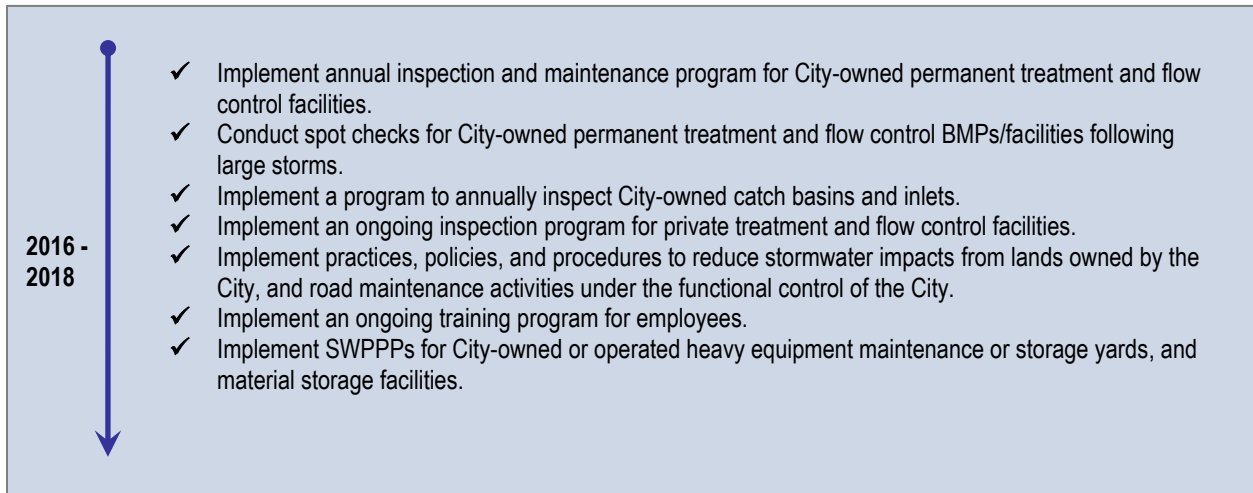 2016 -
2018
✓ Implement annual inspection and maintenance program for City-owned permanent treatment and flow
control facilities.
✓ Conduct spot checks for City-owned permanent treatment and flow control BMPs/facilities following
large storms.
✓ Implement a program to annually inspect City-owned catch basins and inlets.
✓ Implement an ongoing inspection program for private treatment and flow control facilities.
✓ Implement practices, policies, and procedures to reduce stormwater impacts from lands owned by the
City, and road maintenance activities under the functional control of the City.
✓ Implement an ongoing training program for employees.
✓ Implement SWPPPs for City-owned or operated heavy equipment maintenance or storage yards, and
material storage facilities.